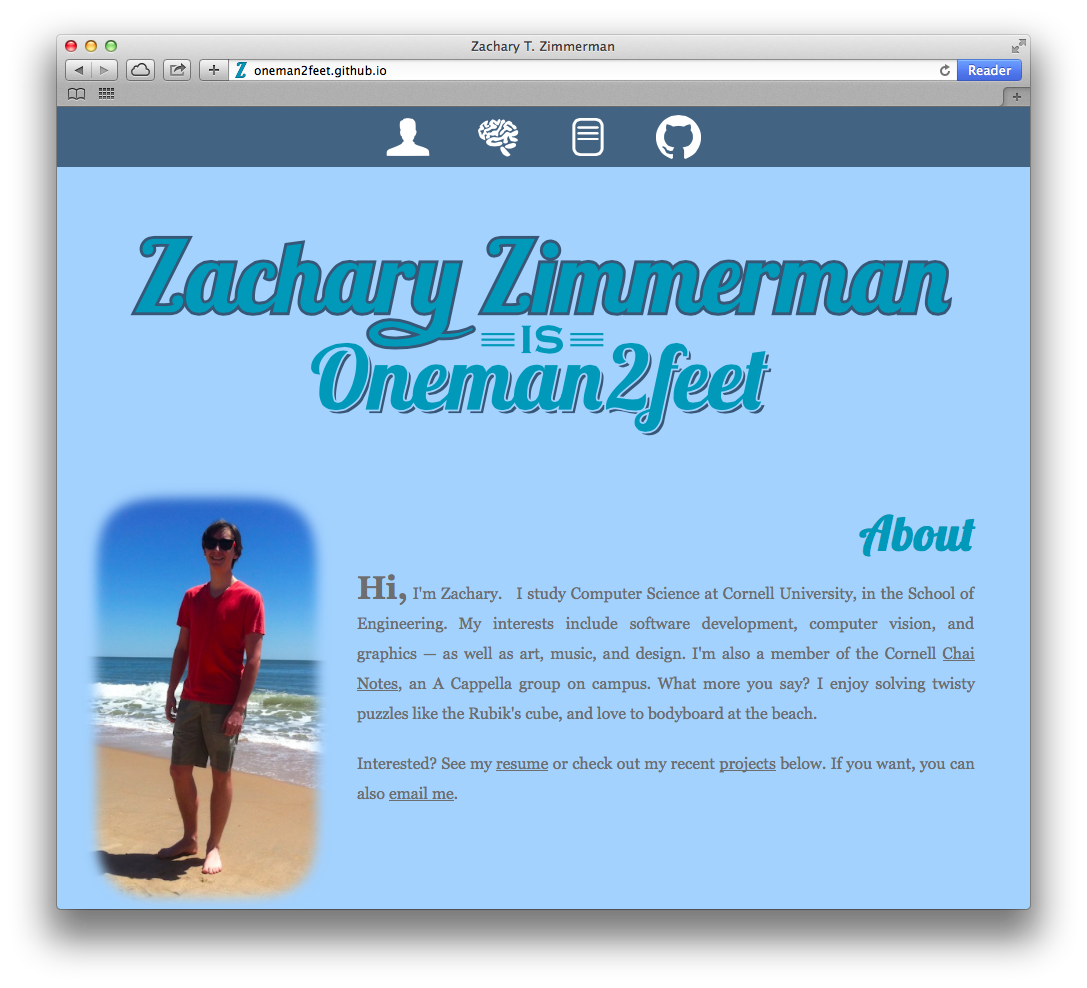 Zachary T. Zimmerman
Z oneman2feet.github.io
Reader
Zachary Zimmerman
IS
Oneman2feet
About
Hi, I'm Zachary. I study Computer Science at Cornell University, in the School of
Engineering. My interests include software development, computer vision, and
graphics — as well as art, music, and design. I'm also a member of the Cornell Chai
Notes, an A Cappella group on campus. What more you say? I enjoy solving twisty
puzzles like the Rubik's cube, and love to bodyboard at the beach.
Interested? See my resume or check out my recent projects below. If you want, you can
also email me.